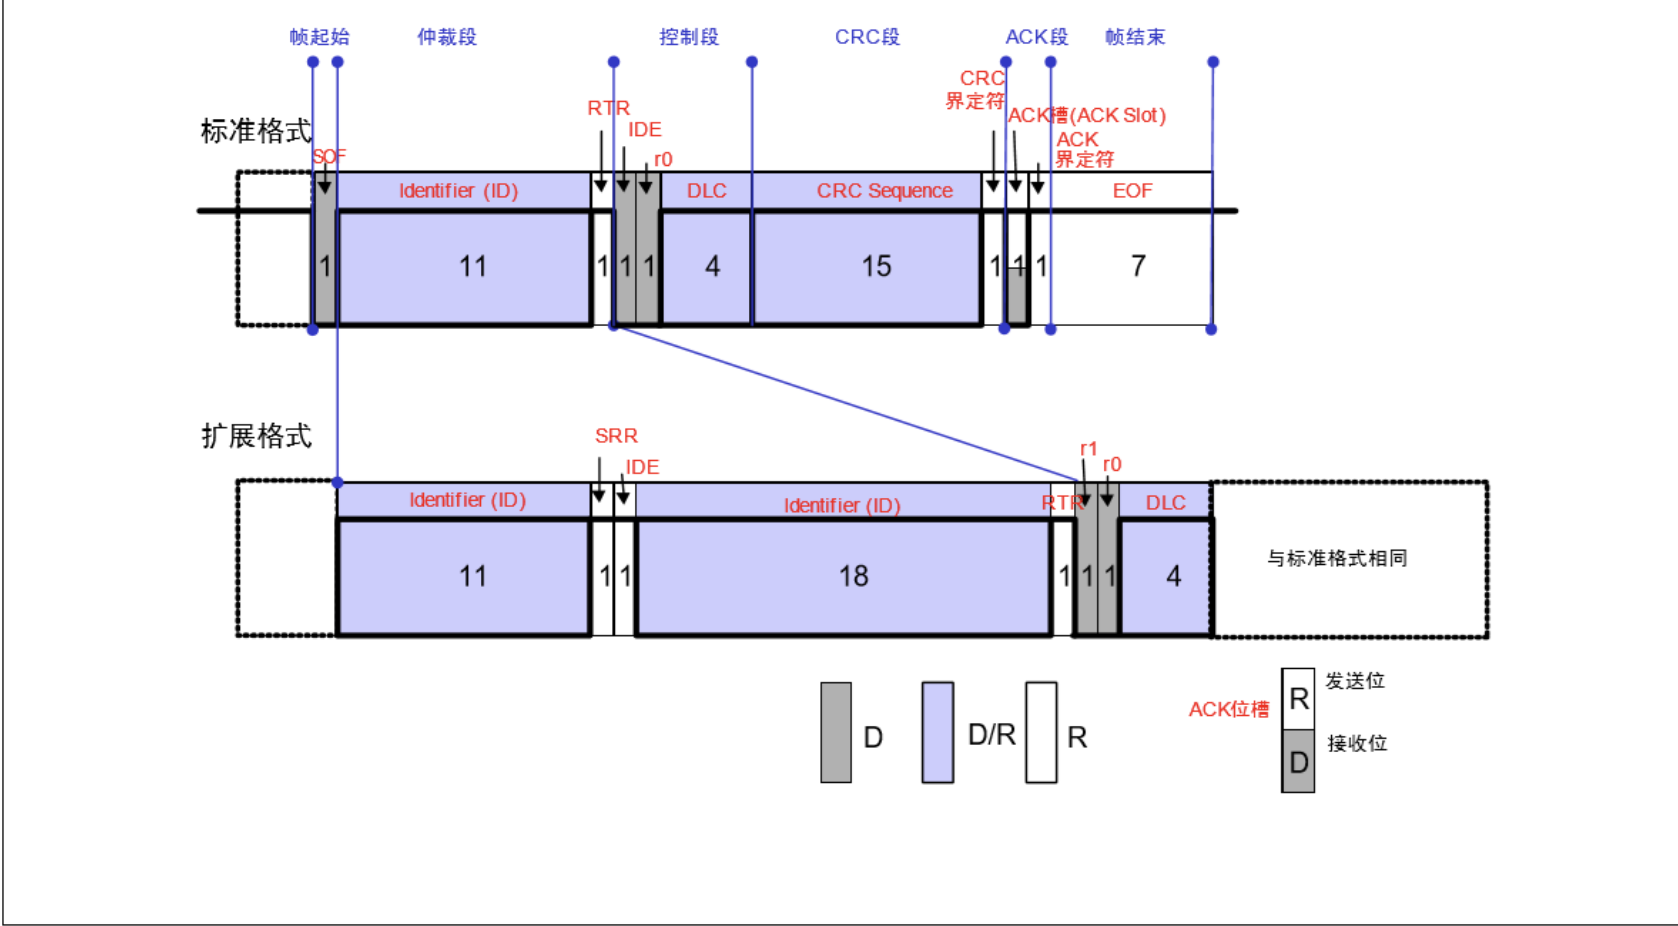 帧起始 仲裁段 控制段 CRC段 ACK段 帧结束
CRC
界定符
RTR
ACK槽(ACK Slot)
标准格式
IDE
ACK
界定符
SOF
r0
Identifier (ID) DLC CRC Sequence EOF
1 11 1 1 1 4 15 1 1 1 7
扩展格式
SRR
r1
IDE
r0
Identifier (ID) Identifier (ID) RTR DLC
与标准格式相同
11 1 1 18 1 1 1 4
D D/R R
ACK位槽
R 发送位
D 接收位